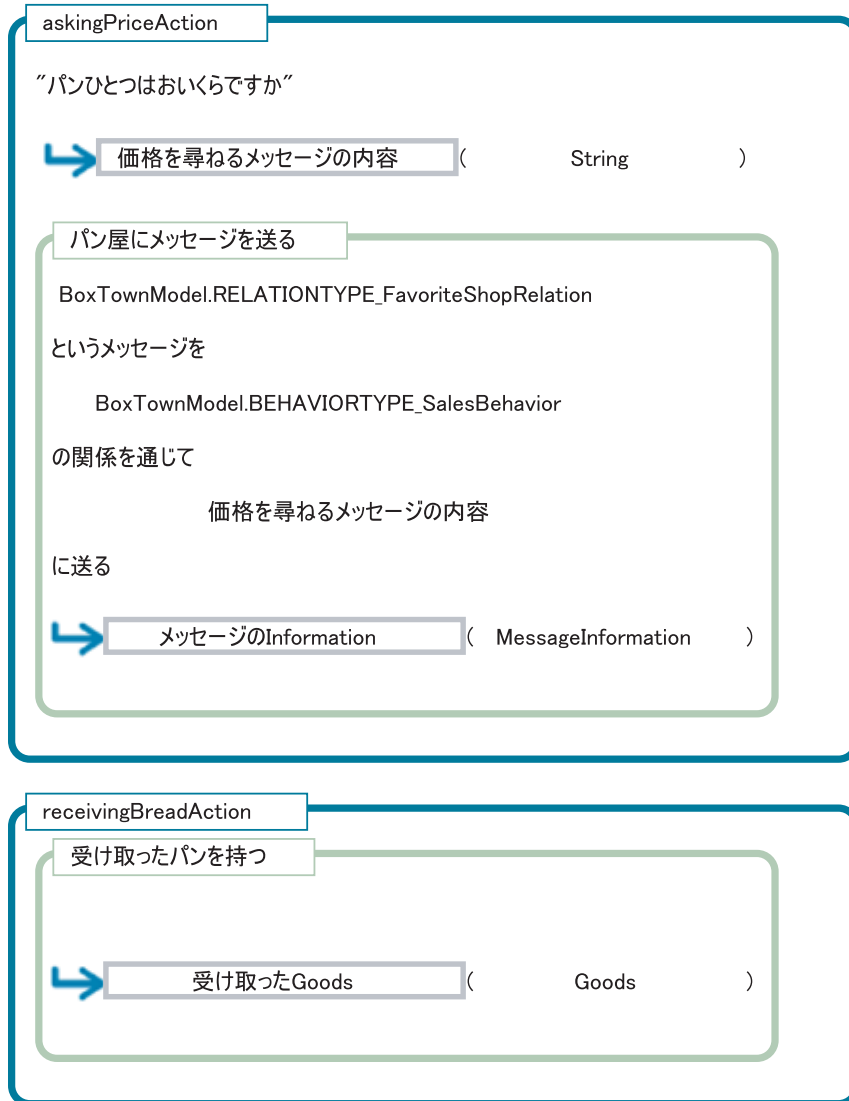 askingPriceAction
"パンひとつはおいくらですか"
価格を尋ねるメッセージの内容 ( String )
パン屋にメッセージを送る
BoxTownModel.RELATIONTYPE_FavoriteShopRelation
というメッセージを
BoxTownModel.BEHAVIORTYPE_SalesBehavior
の関係を通じて
価格を尋ねるメッセージの内容
に送る
メッセージのInformation ( MessageInformation )
receivingBreadAction
受け取ったパンを持つ
受け取ったGoods ( Goods )